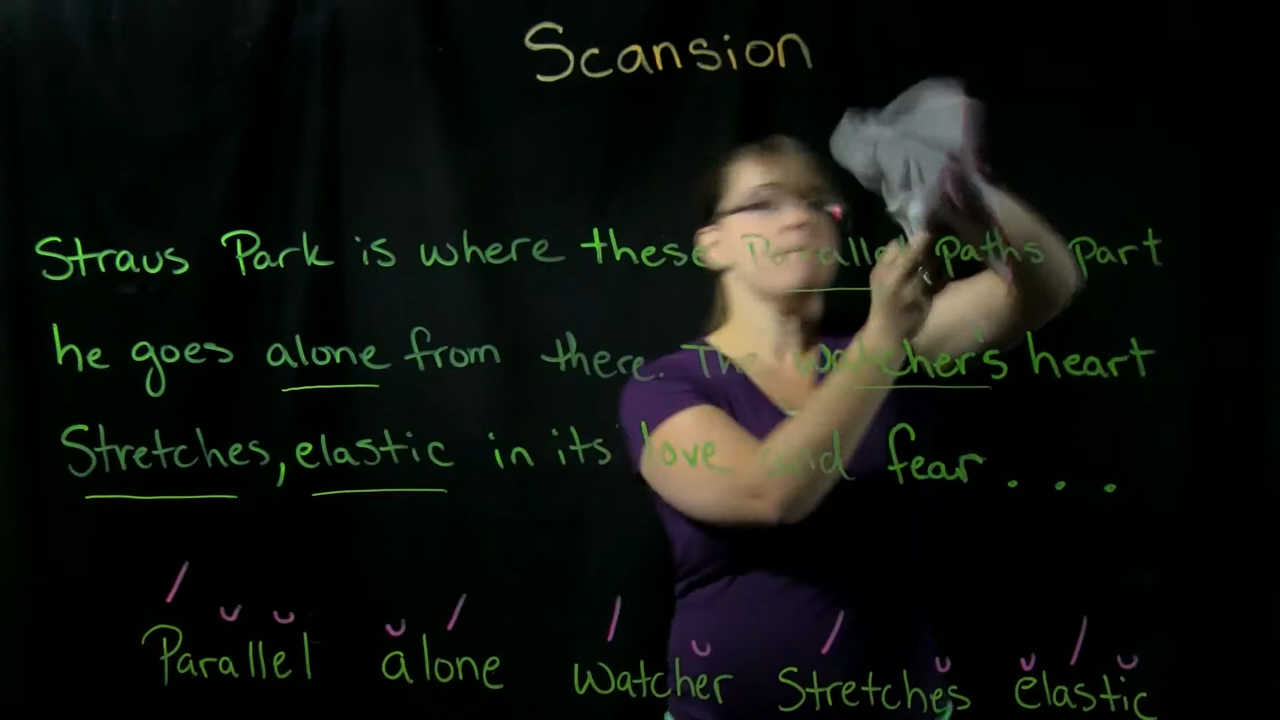 Scansion
Straus Park is where these Parallel paths part
he goes alone from there. The watcher's heart
Stretches, elastic in its love and fear . . .
Parallel alone watcher Stretches elastic